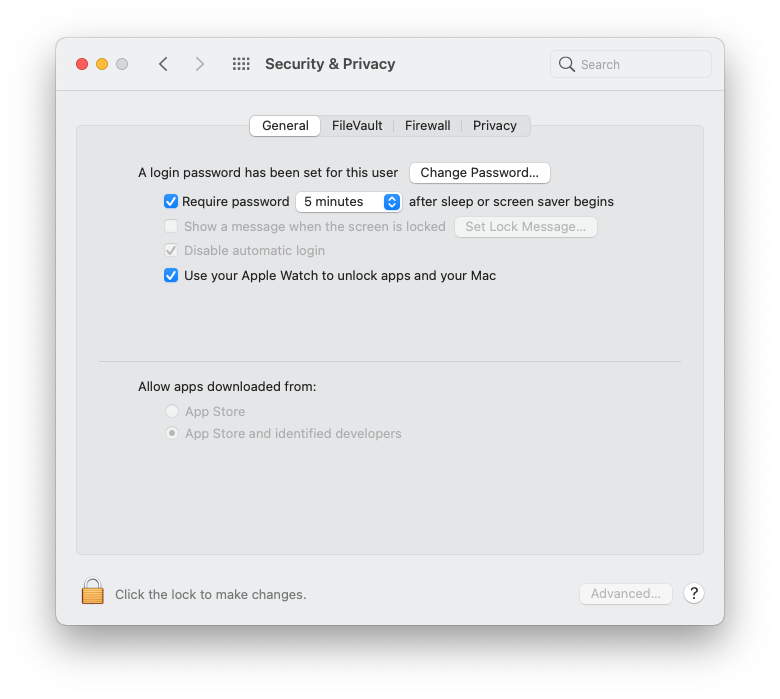 Security & Privacy
Search
General FileVault Firewall Privacy
A login password has been set for this user Change Password...
Require password 5 minutes after sleep or screen saver begins
Show a message when the screen is locked Set Lock Message...
Disable automatic login
Use your Apple Watch to unlock apps and your Mac
Allow apps downloaded from:
App Store
App Store and identified developers
Click the lock to make changes.
Advanced...
?